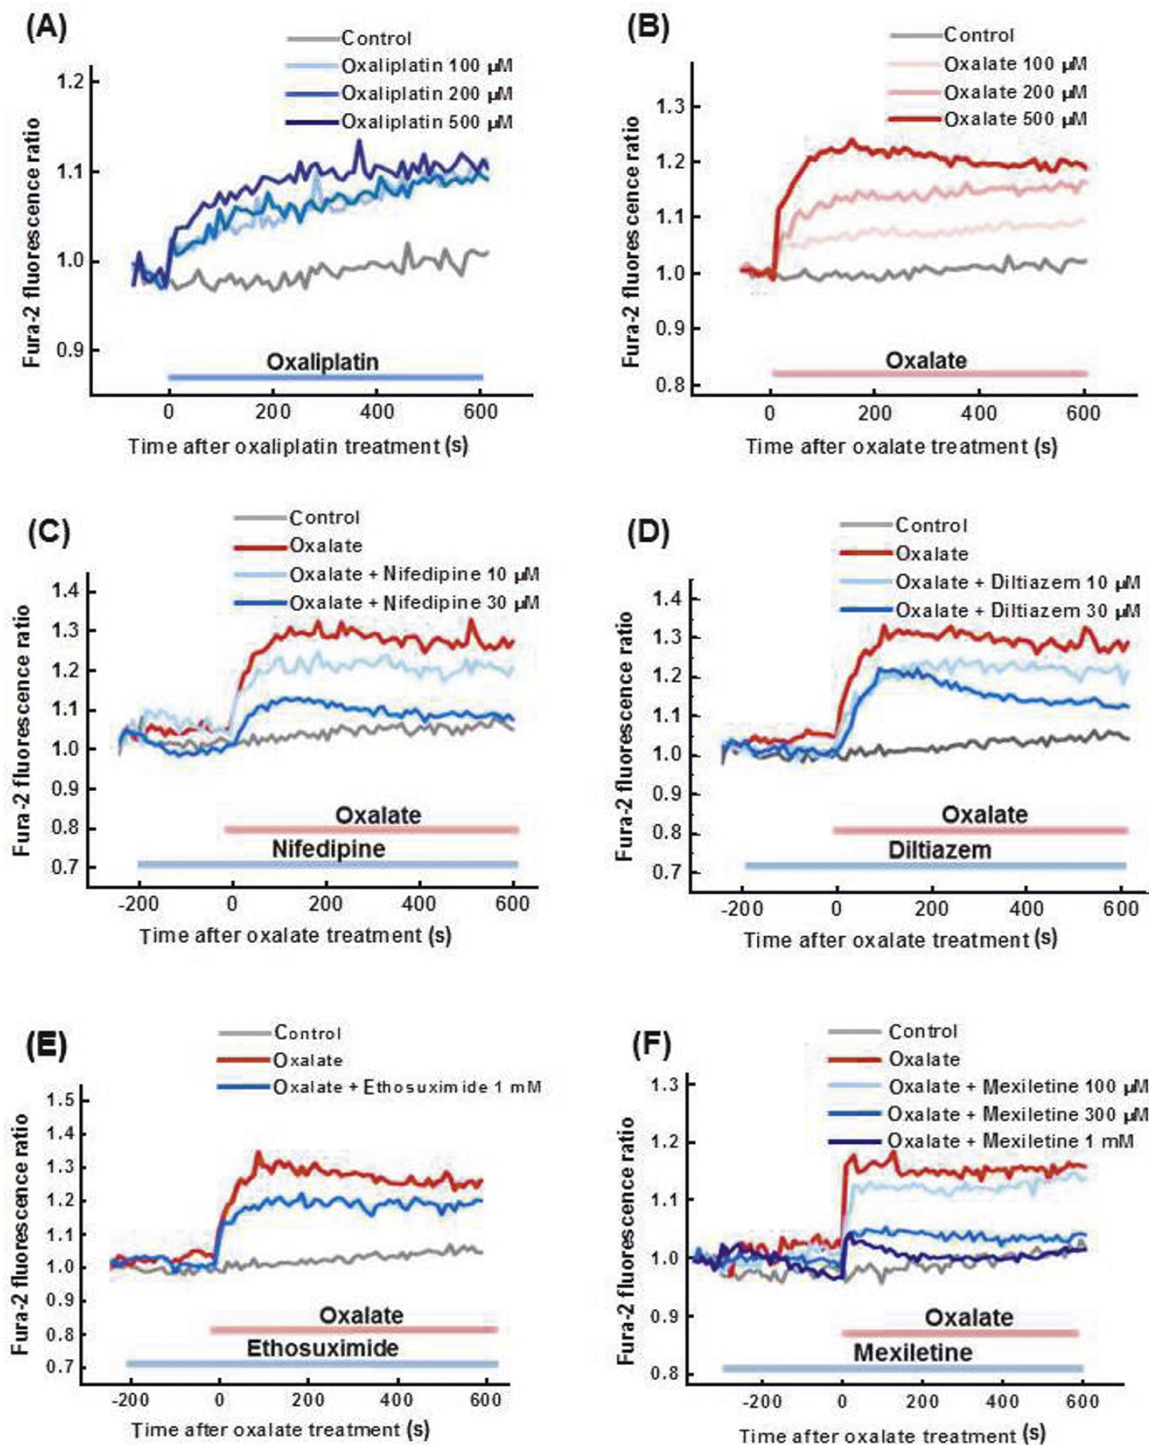 (A)
Control
Oxaliplatin 100 µM
Oxaliplatin 200 µM
Oxaliplatin 500 µM
Fura-2 fluorescence ratio
1.2
1.1
1.0
0.9
Oxaliplatin
0 200 400 600
Time after oxaliplatin treatment (s)
(B)
Control
Oxalate 100 µM
Oxalate 200 µM
Oxalate 500 µM
Fura-2 fluorescence ratio
1.3
1.2
1.1
1.0
0.9
0.8
Oxalate
0 200 400 600
Time after oxalate treatment (s)
(C)
Control
Oxalate
Oxalate + Nifedipine 10 µM
Oxalate + Nifedipine 30 µM
Fura-2 fluorescence ratio
1.4
1.3
1.2
1.1
1.0
0.9
0.8
0.7
Oxalate
Nifedipine
-200 0 200 400 600
Time after oxalate treatment (s)
(D)
Control
Oxalate
Oxalate + Diltiazem 10 µM
Oxalate + Diltiazem 30 µM
Fura-2 fluorescence ratio
1.4
1.3
1.2
1.1
1.0
0.9
0.8
0.7
Oxalate
Diltiazem
-200 0 200 400 600
Time after oxalate treatment (s)
(E)
Control
Oxalate
Oxalate + Ethosuximide 1 mM
Fura-2 fluorescence ratio
1.5
1.4
1.3
1.2
1.1
1.0
0.9
0.8
0.7
Oxalate
Ethosuximide
-200 0 200 400 600
Time after oxalate treatment (s)
(F)
Control
Oxalate
Oxalate + Mexiletine 100 µM
Oxalate + Mexiletine 300 µM
Oxalate + Mexiletine 1 mM
Fura-2 fluorescence ratio
1.3
1.2
1.1
1.0
0.9
0.8
Oxalate
Mexiletine
-200 0 200 400 600
Time after oxalate treatment (s)